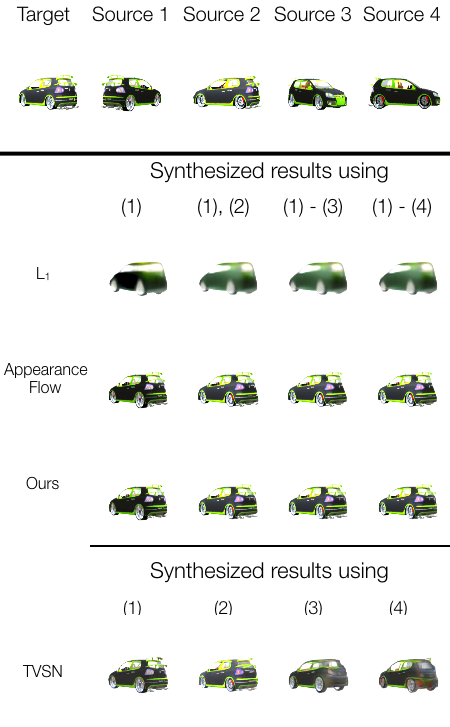 Target Source 1 Source 2 Source 3 Source 4
Synthesized results using
(1) (1), (2) (1) - (3) (1) - (4)
L₁
Appearance
Flow
Ours
Synthesized results using
(1) (2) (3) (4)
TVSN